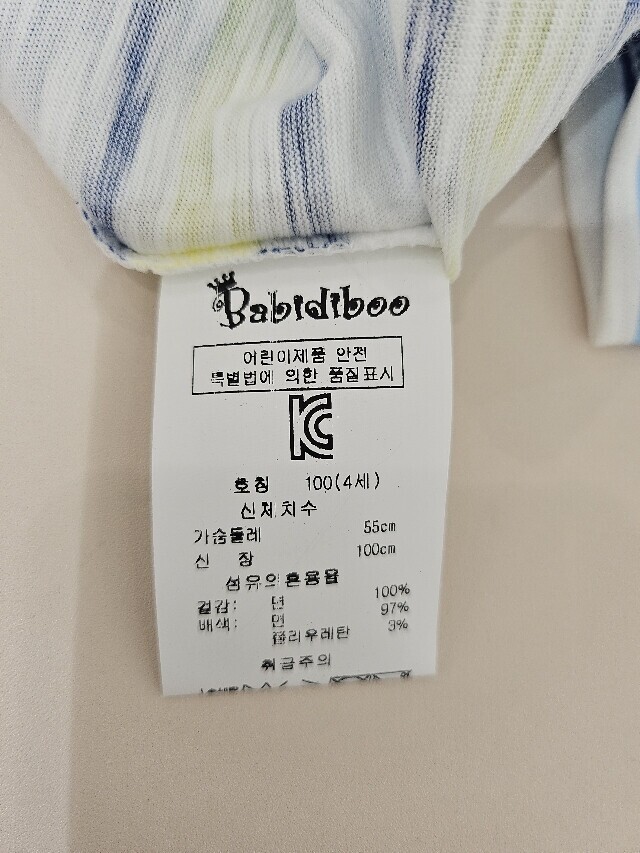 Babidiboo
어린이제품 안전
특별법에 의한 품질표시
KC
호칭 100(4세)
신체치수
가슴둘레 55cm
신 장 100cm
섬유의혼용율
겉감: 면 100%
배색: 면 97%
폴리우레탄 3%
취급주의